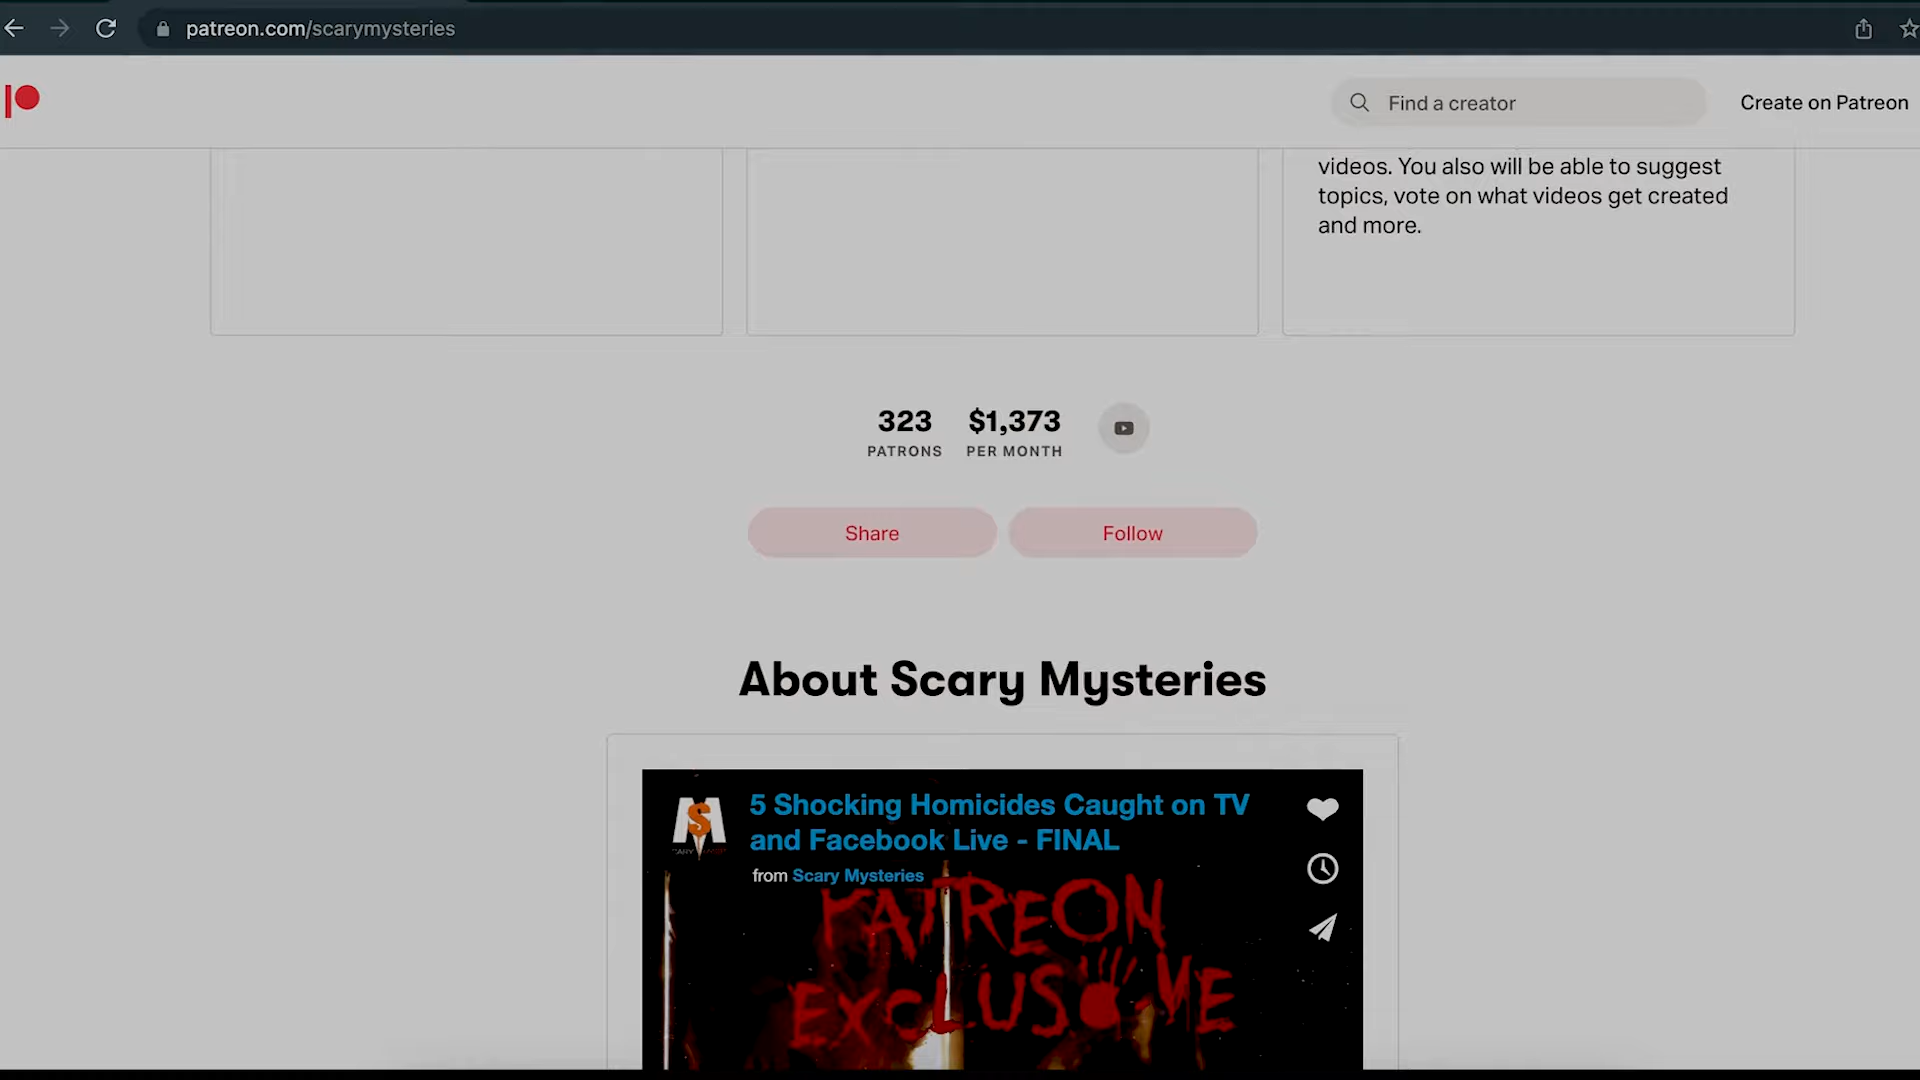 patreon.com/scarymysteries
Find a creator
Create on Patreon
videos. You also will be able to suggest
topics, vote on what videos get created
and more.
323 $1,373
PATRONS PER MONTH
Share Follow
About Scary Mysteries
5 Shocking Homicides Caught on TV
and Facebook Live - FINAL
from Scary Mysteries
PATREON
EXCLUSIVE